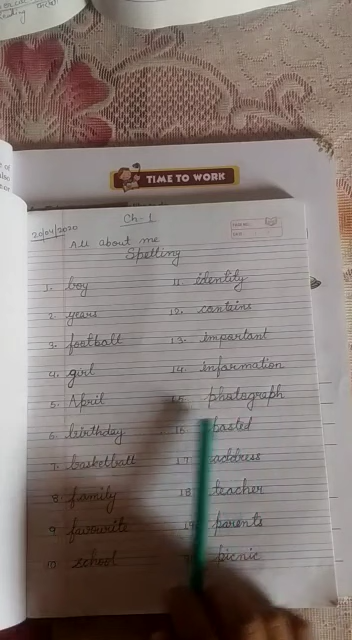 TIME TO WORK
Ch-1
20/04/2020
All about me
Spelling
1. boy
2. years
3. football
4. girl
5. April
6. birthday
7. basketball
8. family
9. favourite
10. school
11. identity
12. contains
13. important
14. information
15. photograph
16. pasted
17. address
18. teacher
19. parents
picnic